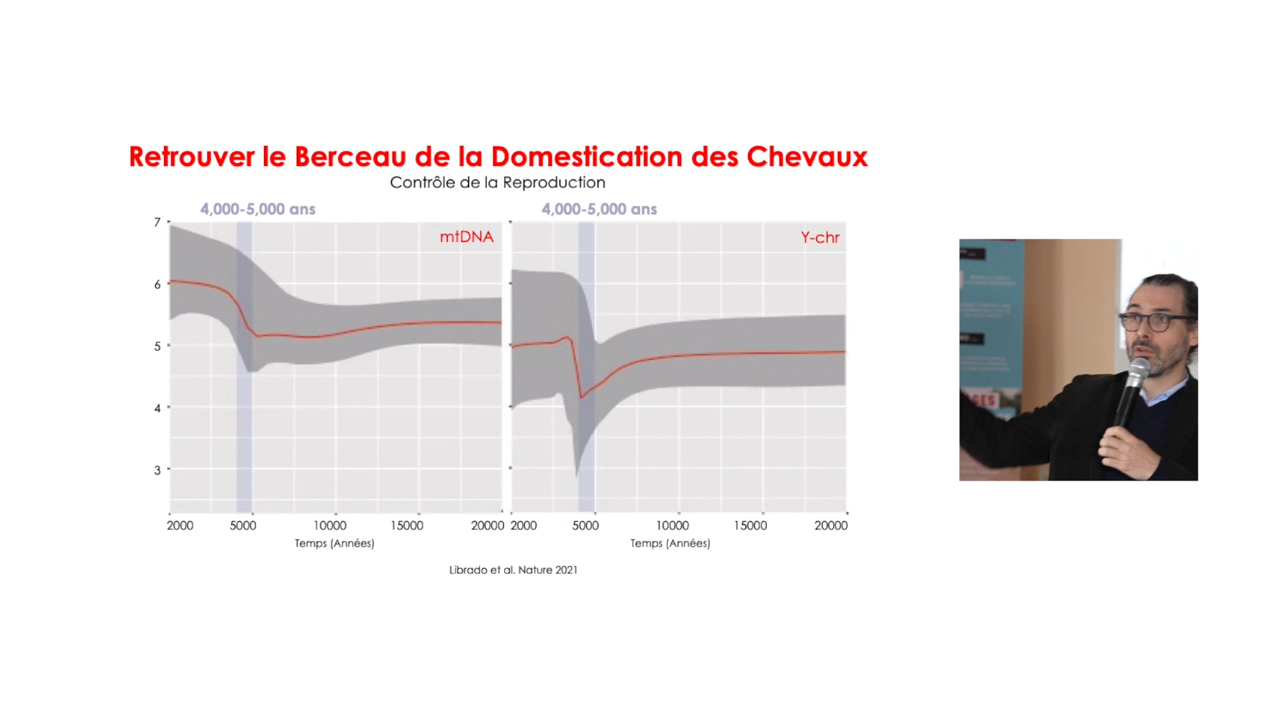 Retrouver le Berceau de la Domestication des Chevaux
Contrôle de la Reproduction
4,000-5,000 ans
4,000-5,000 ans
7
6
5
4
3
mtDNA
Y-chr
2000 5000 10000 15000 20000
2000 5000 10000 15000 20000
Temps (Années)
Temps (Années)
Librado et al. Nature 2021